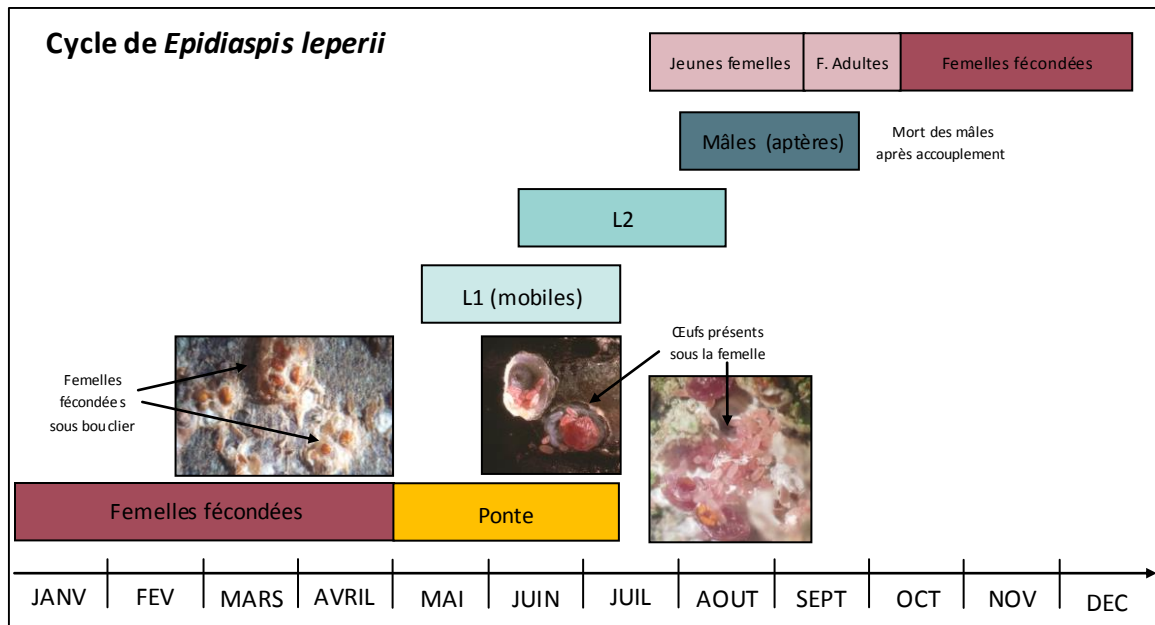 Cycle de Epidiaspis leperii
Jeunes femelles
F. Adultes
Femelles fécondées
Mâles (aptères)
Mort des mâles
après accouplement
L2
L1 (mobiles)
Œufs présents
sous la femelle
Femelles
fécondées
sous bouclier
Femelles fécondées
Ponte
JANV
FEV
MARS
AVRIL
MAI
JUIN
JUIL
AOUT
SEPT
OCT
NOV
DEC